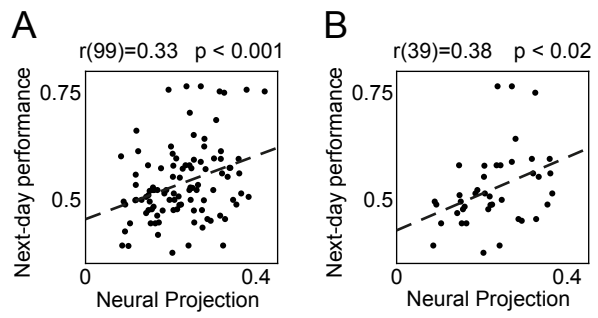 A
r(99)=0.33 p < 0.001
0.75
0.5
Next-day performance
0
0.4
Neural Projection
B
r(39)=0.38 p < 0.02
0.75
0.5
Next-day performance
0
0.4
Neural Projection